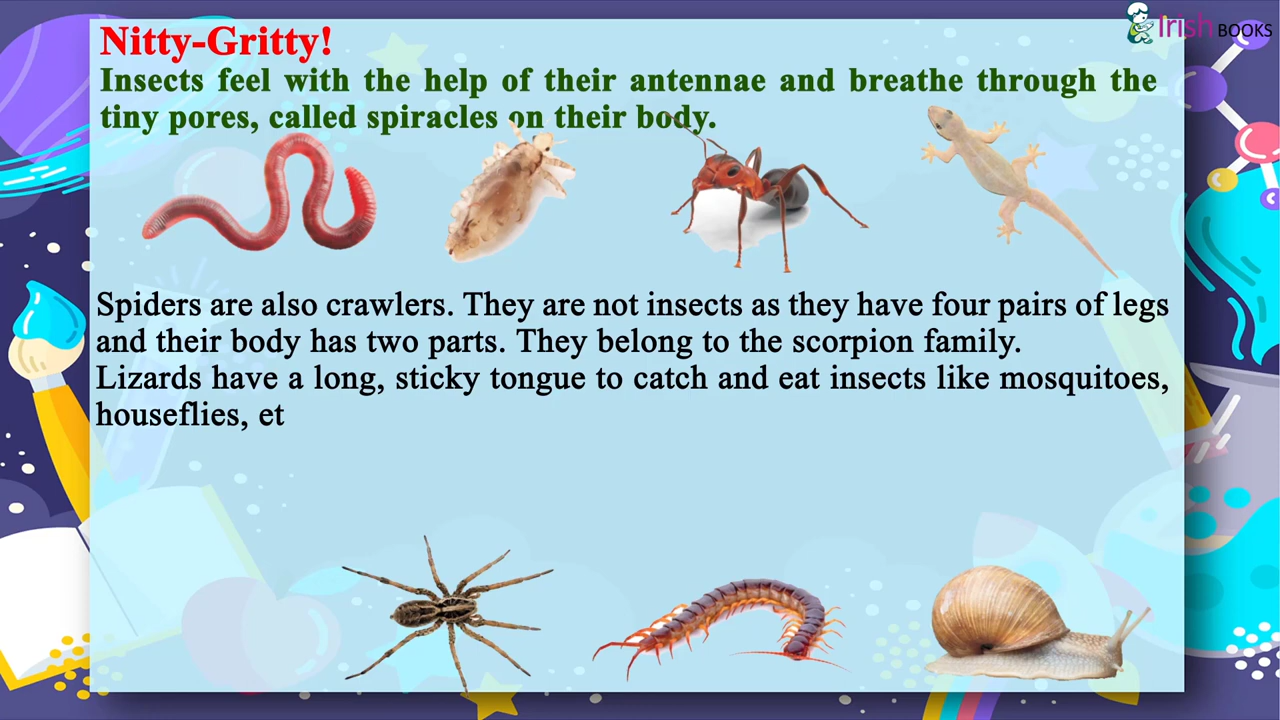 Irish BOOKS
Nitty-Gritty!
Insects feel with the help of their antennae and breathe through the
tiny pores, called spiracles on their body.
Spiders are also crawlers. They are not insects as they have four pairs of legs
and their body has two parts. They belong to the scorpion family.
Lizards have a long, sticky tongue to catch and eat insects like mosquitoes,
houseflies, et